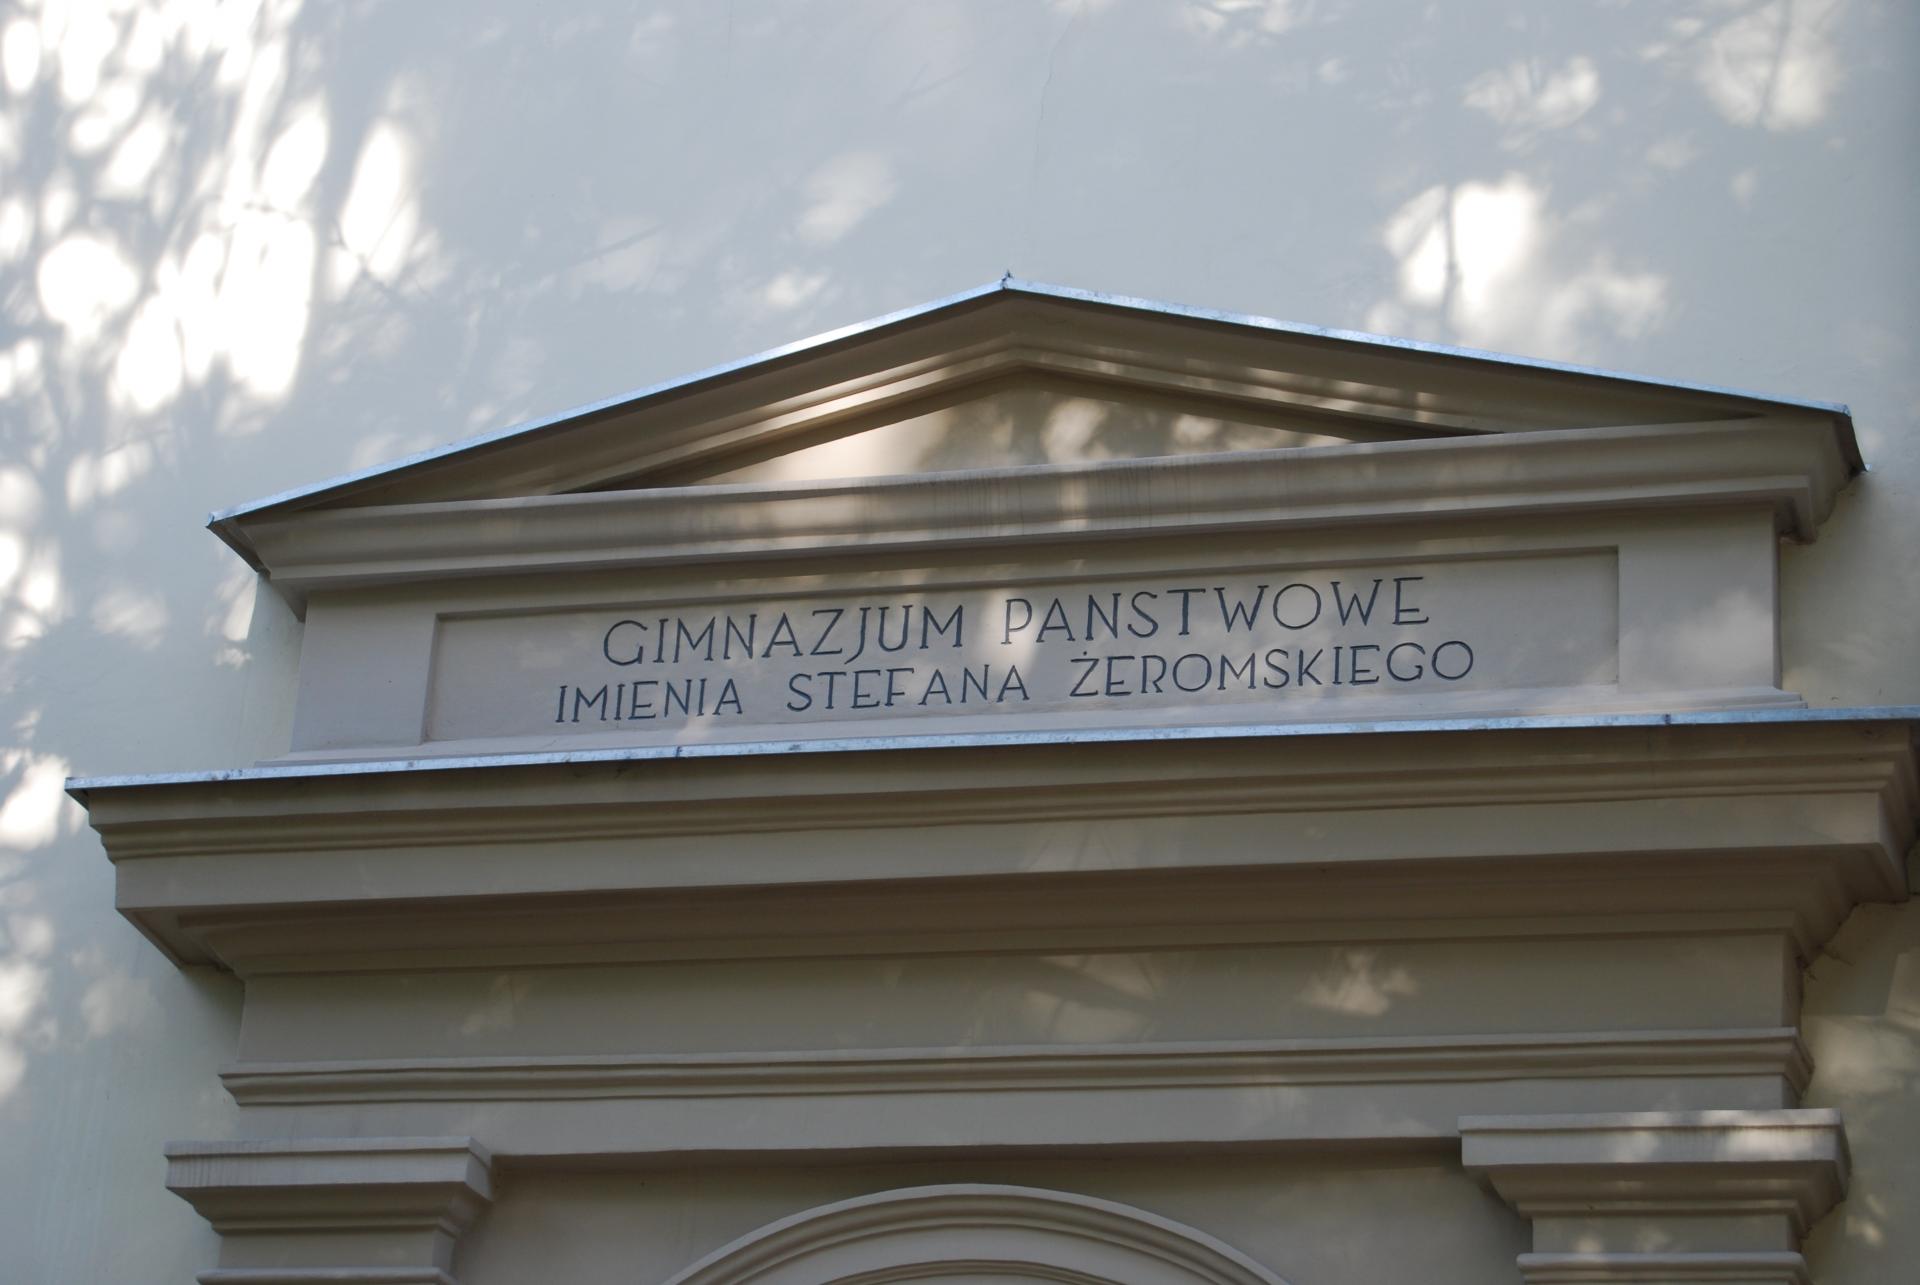 GIMNAZJUM PANSTWOWE
IMIENIA STEFANA ŻEROMSKIEGO